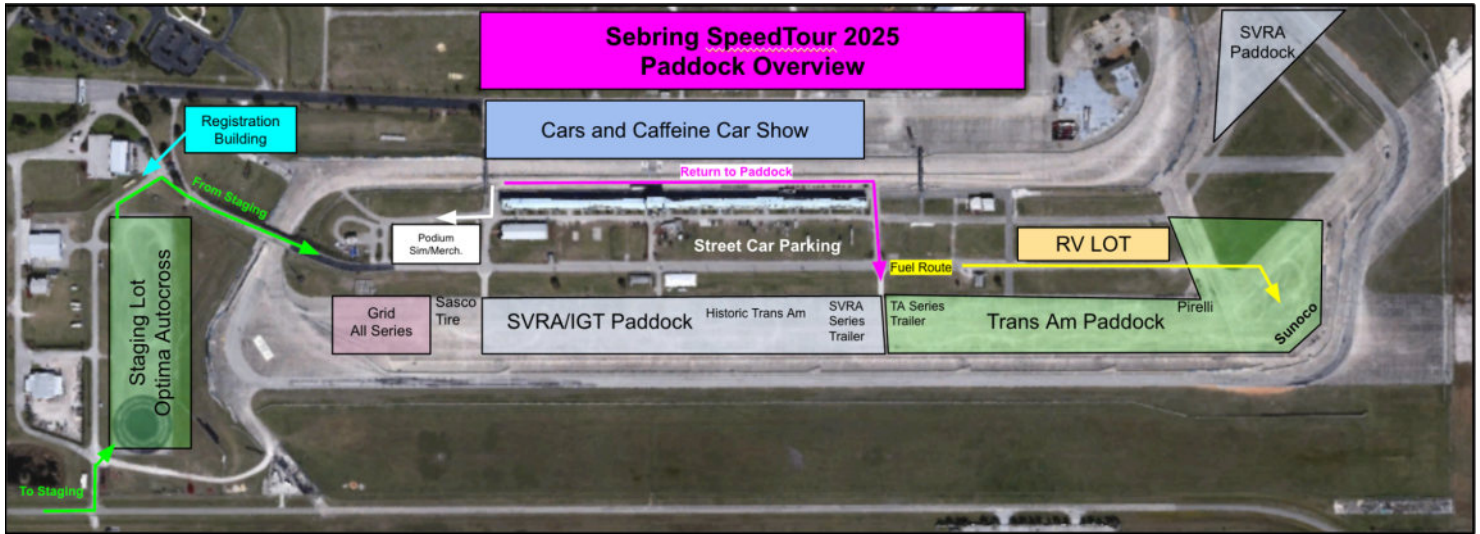 Sebring SpeedTour 2025
Paddock Overview
SVRA
Paddock
Registration
Building
Cars and Caffeine Car Show
Return to Paddock
From Staging
Podium
Sim/Merch.
Street Car Parking
RV LOT
Fuel Route
Staging Lot
Optima Autocross
Grid
All Series
Sasco
Tire
SVRA/IGT Paddock
Historic Trans Am
SVRA
Series
Trailer
TA Series
Trailer
Trans Am Paddock
Pirelli
Sunoco
To Staging